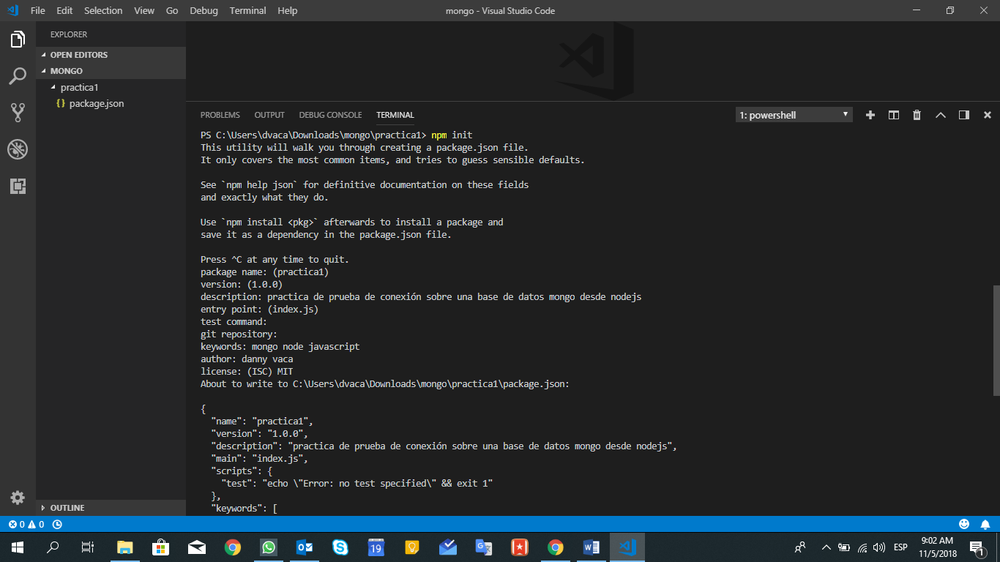 File Edit Selection View Go Debug Terminal Help
mongo - Visual Studio Code
EXPLORER
OPEN EDITORS
MONGO
practica1
{} package.json
OUTLINE
PROBLEMS OUTPUT DEBUG CONSOLE TERMINAL
1: powershell
PS C:\Users\dvaca\Downloads\mongo\practica1> npm init
This utility will walk you through creating a package.json file.
It only covers the most common items, and tries to guess sensible defaults.
See `npm help json` for definitive documentation on these fields
and exactly what they do.
Use `npm install <pkg>` afterwards to install a package and
save it as a dependency in the package.json file.
Press ^C at any time to quit.
package name: (practica1)
version: (1.0.0)
description: practica de prueba de conexión sobre una base de datos mongo desde nodejs
entry point: (index.js)
test command:
git repository:
keywords: mongo node javascript
author: danny vaca
license: (ISC) MIT
About to write to C:\Users\dvaca\Downloads\mongo\practica1\package.json:
{
"name": "practica1",
"version": "1.0.0",
"description": "practica de prueba de conexión sobre una base de datos mongo desde nodejs",
"main": "index.js",
"scripts": {
"test": "echo \"Error: no test specified\" && exit 1"
},
"keywords": [
0 0
19
ESP
9:02 AM
11/5/2018
1